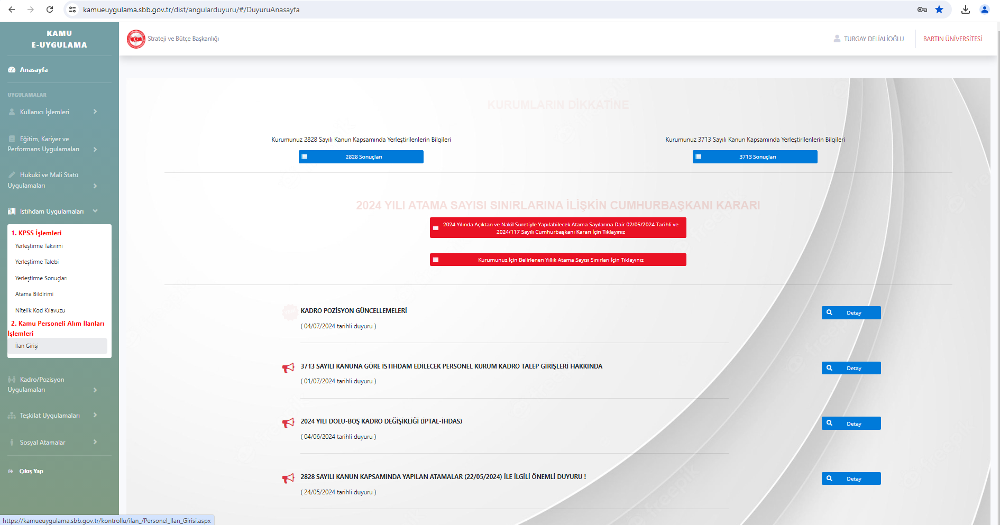 kamueuygulama.sbb.gov.tr/dist/angularduyuru/#/DuyuruAnasayfa
KAMU
E-UYGULAMA
Strateji ve Bütçe Başkanlığı
TURGAY DELİALİOĞLU
BARTIN ÜNİVERSİTESİ
Anasayfa
UYGULAMALAR
Kullanıcı İşlemleri
Eğitim, Kariyer ve
Performans Uygulamaları
Hukuki ve Mali Statü
Uygulamaları
İstihdam Uygulamaları
1. KPSS İşlemleri
Yerleştirme Takvimi
Yerleştirme Talebi
Yerleştirme Sonuçları
Atama Bildirimi
Nitelik Kod Kılavuzu
2. Kamu Personeli Alım İlanları
İşlemleri
İlan Girişi
Kadro/Pozisyon
Uygulamaları
Teşkilat Uygulamaları
Sosyal Atamalar
Çıkış Yap
KURUMLARIN DİKKATİNE
Kurumunuz 2828 Sayılı Kanun Kapsamında Yerleştirilenlerin Bilgileri
2828 Sonuçları
Kurumunuz 3713 Sayılı Kanun Kapsamında Yerleştirilenlerin Bilgileri
3713 Sonuçları
2024 YILI ATAMA SAYISI SINIRLARINA İLİŞKİN CUMHURBAŞKANI KARARI
2024 Yılında Açıktan ve Nakil Suretiyle Yapılabilecek Atama Sayılarına Dair 02/05/2024 Tarihli ve
2024/117 Sayılı Cumhurbaşkanı Kararı İçin Tıklayınız
Kurumunuz İçin Belirlenen Yıllık Atama Sayısı Sınırları İçin Tıklayınız
KADRO POZİSYON GÜNCELLEMELERİ
Detay
( 04/07/2024 tarihli duyuru )
3713 SAYILI KANUNA GÖRE İSTİHDAM EDİLECEK PERSONEL KURUM KADRO TALEP GİRİŞLERİ HAKKINDA
Detay
( 01/07/2024 tarihli duyuru )
2024 YILI DOLU-BOŞ KADRO DEĞİŞİKLİĞİ (İPTAL-İHDAS)
Detay
( 04/06/2024 tarihli duyuru )
2828 SAYILI KANUN KAPSAMINDA YAPILAN ATAMALAR (22/05/2024) İLE İLGİLİ ÖNEMLİ DUYURU !
Detay
( 24/05/2024 tarihli duyuru )
https://kamueuygulama.sbb.gov.tr/kontrollu/ilan_/Personel_Ilan_Girisi.aspx